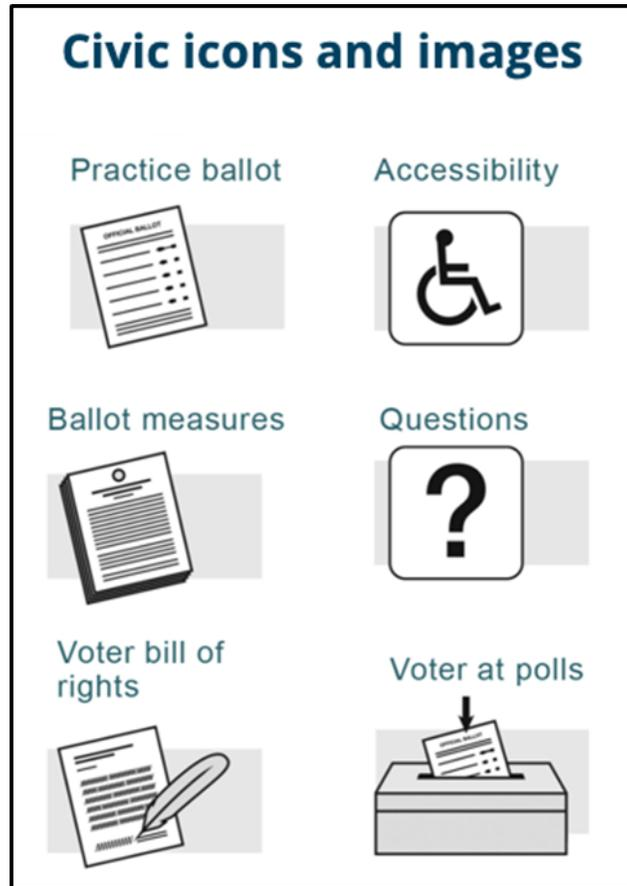 Civic icons and images
Practice ballot
Accessibility
OFFICIAL BALLOT
Ballot measures
Questions
?
Voter bill of
rights
Voter at polls
OFFICIAL BALLOT